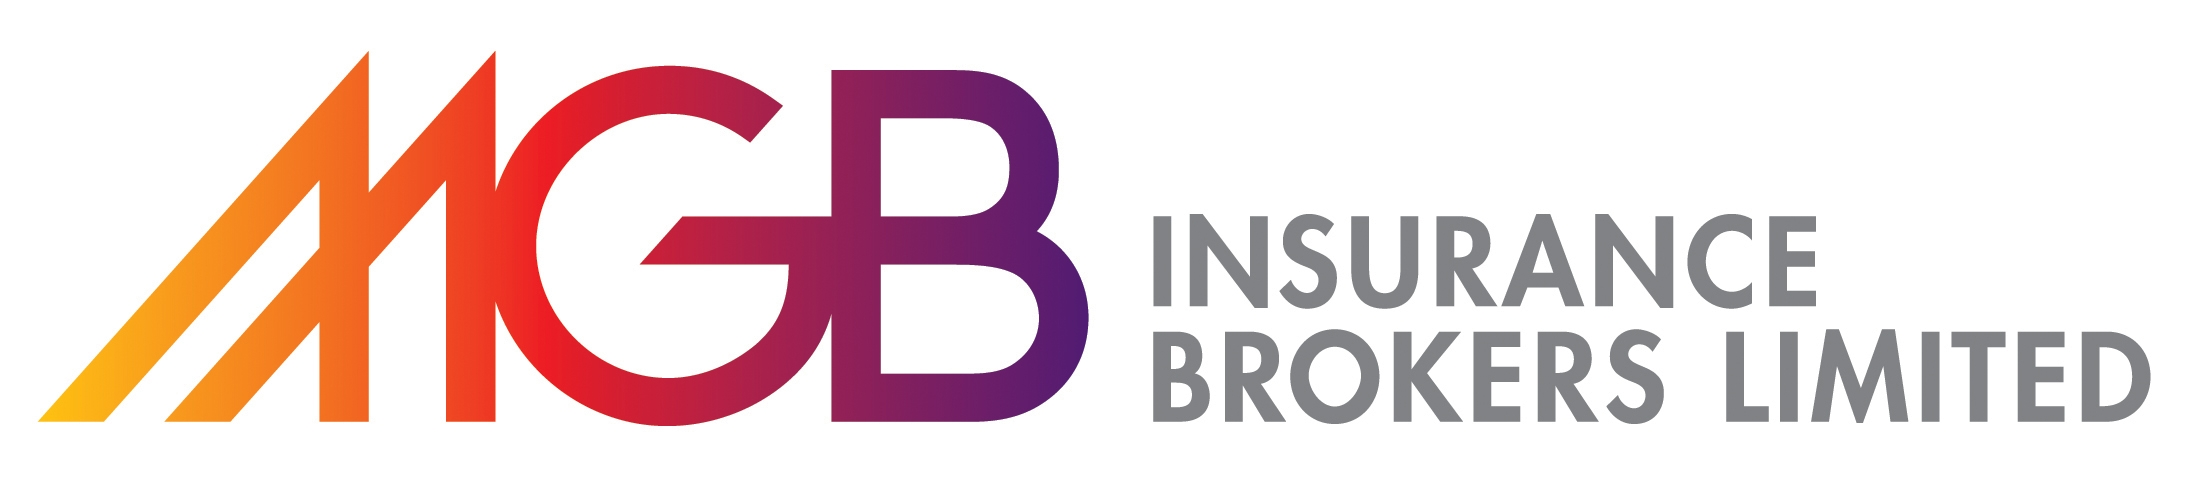 MGB
INSURANCE
BROKERS LIMITED